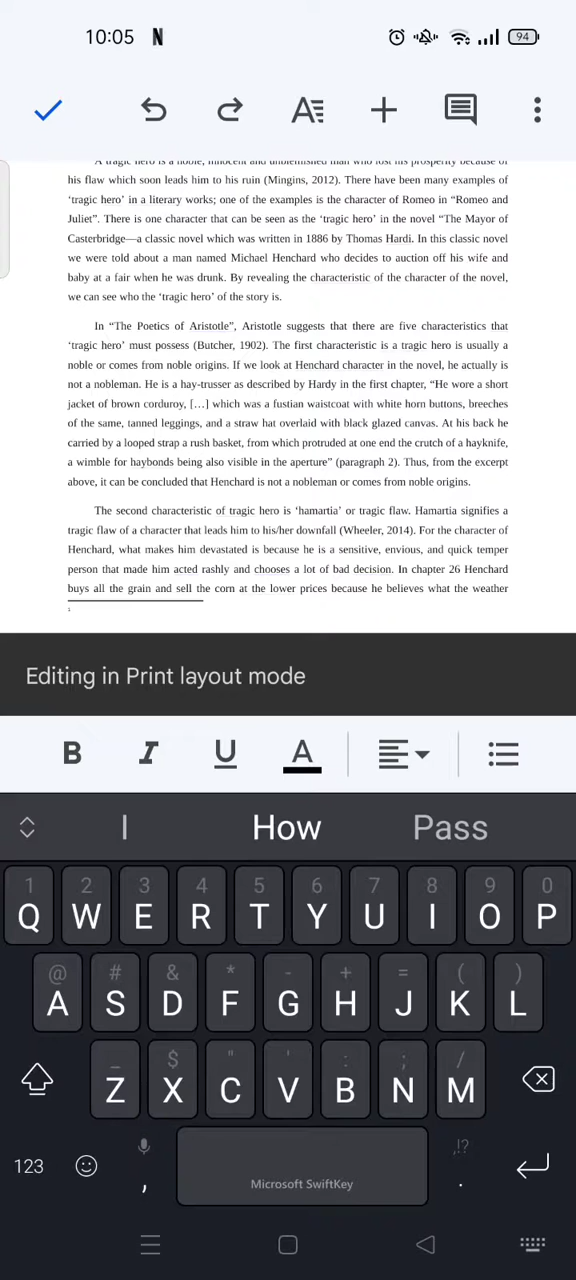 10:05 N 94
A tragic hero is a noble, innocent and unblemished man who lost his prosperity because of
his flaw which soon leads him to his ruin (Mingins, 2012). There have been many examples of
‘tragic hero’ in a literary works; one of the examples is the character of Romeo in “Romeo and
Juliet”. There is one character that can be seen as the ‘tragic hero’ in the novel “The Mayor of
Casterbridge—a classic novel which was written in 1886 by Thomas Hardi. In this classic novel
we were told about a man named Michael Henchard who decides to auction off his wife and
baby at a fair when he was drunk. By revealing the characteristic of the character of the novel,
we can see who the ‘tragic hero’ of the story is.
In “The Poetics of Aristotle”, Aristotle suggests that there are five characteristics that
‘tragic hero’ must possess (Butcher, 1902). The first characteristic is a tragic hero is usually a
noble or comes from noble origins. If we look at Henchard character in the novel, he actually is
not a nobleman. He is a hay-trusser as described by Hardy in the first chapter, “He wore a short
jacket of brown corduroy, […] which was a fustian waistcoat with white horn buttons, breeches
of the same, tanned leggings, and a straw hat overlaid with black glazed canvas. At his back he
carried by a looped strap a rush basket, from which protruded at one end the crutch of a hayknife,
a wimble for haybonds being also visible in the aperture” (paragraph 2). Thus, from the excerpt
above, it can be concluded that Henchard is not a nobleman or comes from noble origins.
The second characteristic of tragic hero is ‘hamartia’ or tragic flaw. Hamartia signifies a
tragic flaw of a character that leads him to his/her downfall (Wheeler, 2014). For the character of
Henchard, what makes him devastated is because he is a sensitive, envious, and quick temper
person that made him acted rashly and chooses a lot of bad decision. In chapter 26 Henchard
buys all the grain and sell the corn at the lower prices because he believes what the weather
Editing in Print layout mode
B I U A
I How Pass
1 2 3 4 5 6 7 8 9 0
Q W E R T Y U I O P
@ # & * - + = ( )
A S D F G H J K L
_ $ " ' : ; /
Z X C V B N M
123 , Microsoft SwiftKey ,!? .